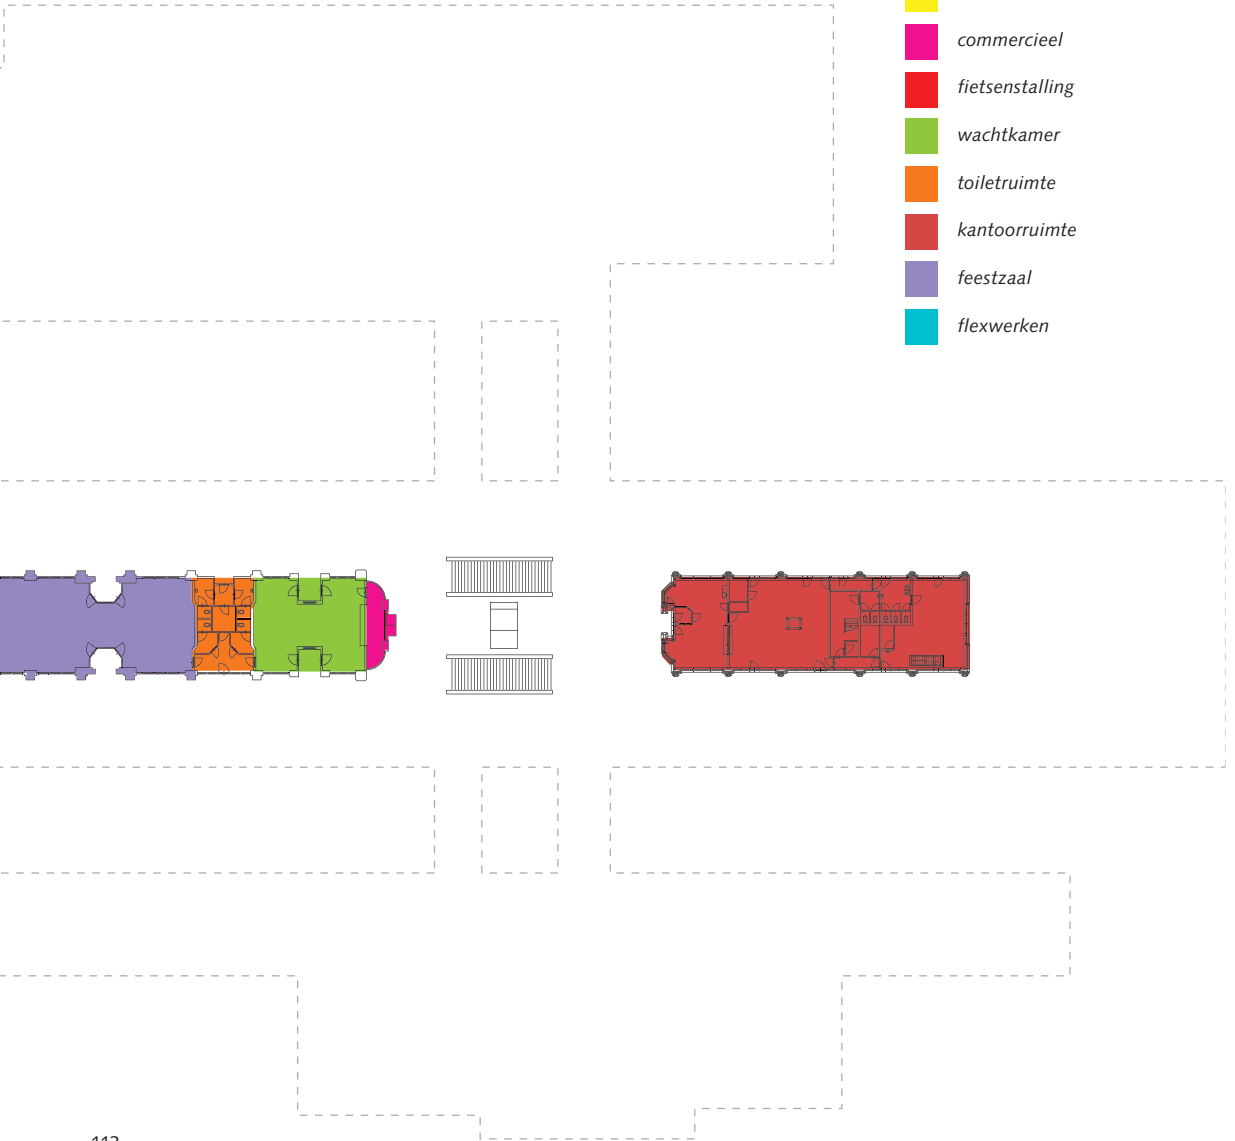 commercieel
fietsenstalling
wachtkamer
toiletruimte
kantoorruimte
feestzaal
flexwerken